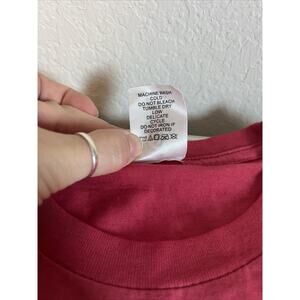 MACHINE WASH
COLD
DO NOT BLEACH
TUMBLE DRY
LOW
DELICATE
CYCLE
DO NOT IRON IF
DECORATED